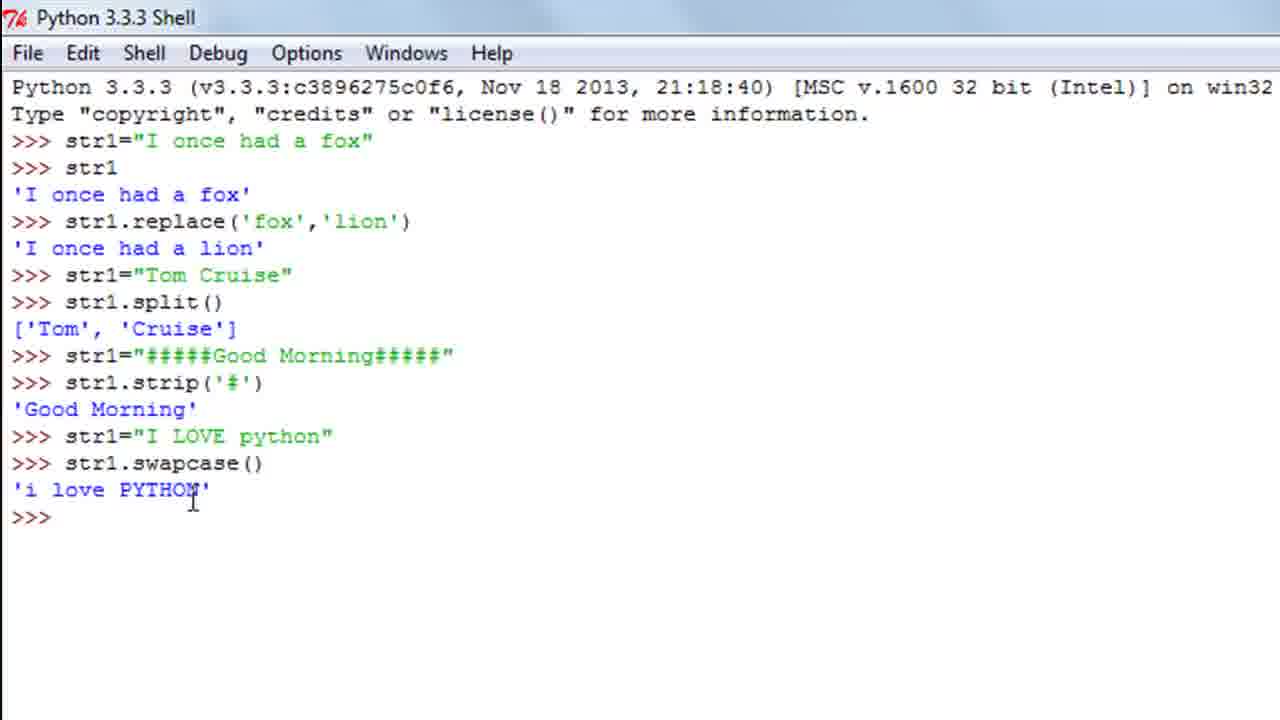 Python 3.3.3 Shell
File Edit Shell Debug Options Windows Help
Python 3.3.3 (v3.3.3:c3896275c0f6, Nov 18 2013, 21:18:40) [MSC v.1600 32 bit (Intel)] on win32
Type "copyright", "credits" or "license()" for more information.
>>> str1="I once had a fox"
>>> str1
'I once had a fox'
>>> str1.replace('fox','lion')
'I once had a lion'
>>> str1="Tom Cruise"
>>> str1.split()
['Tom', 'Cruise']
>>> str1="#####Good Morning#####"
>>> str1.strip('#')
'Good Morning'
>>> str1="I LOVE python"
>>> str1.swapcase()
'i love PYTHON'
>>>